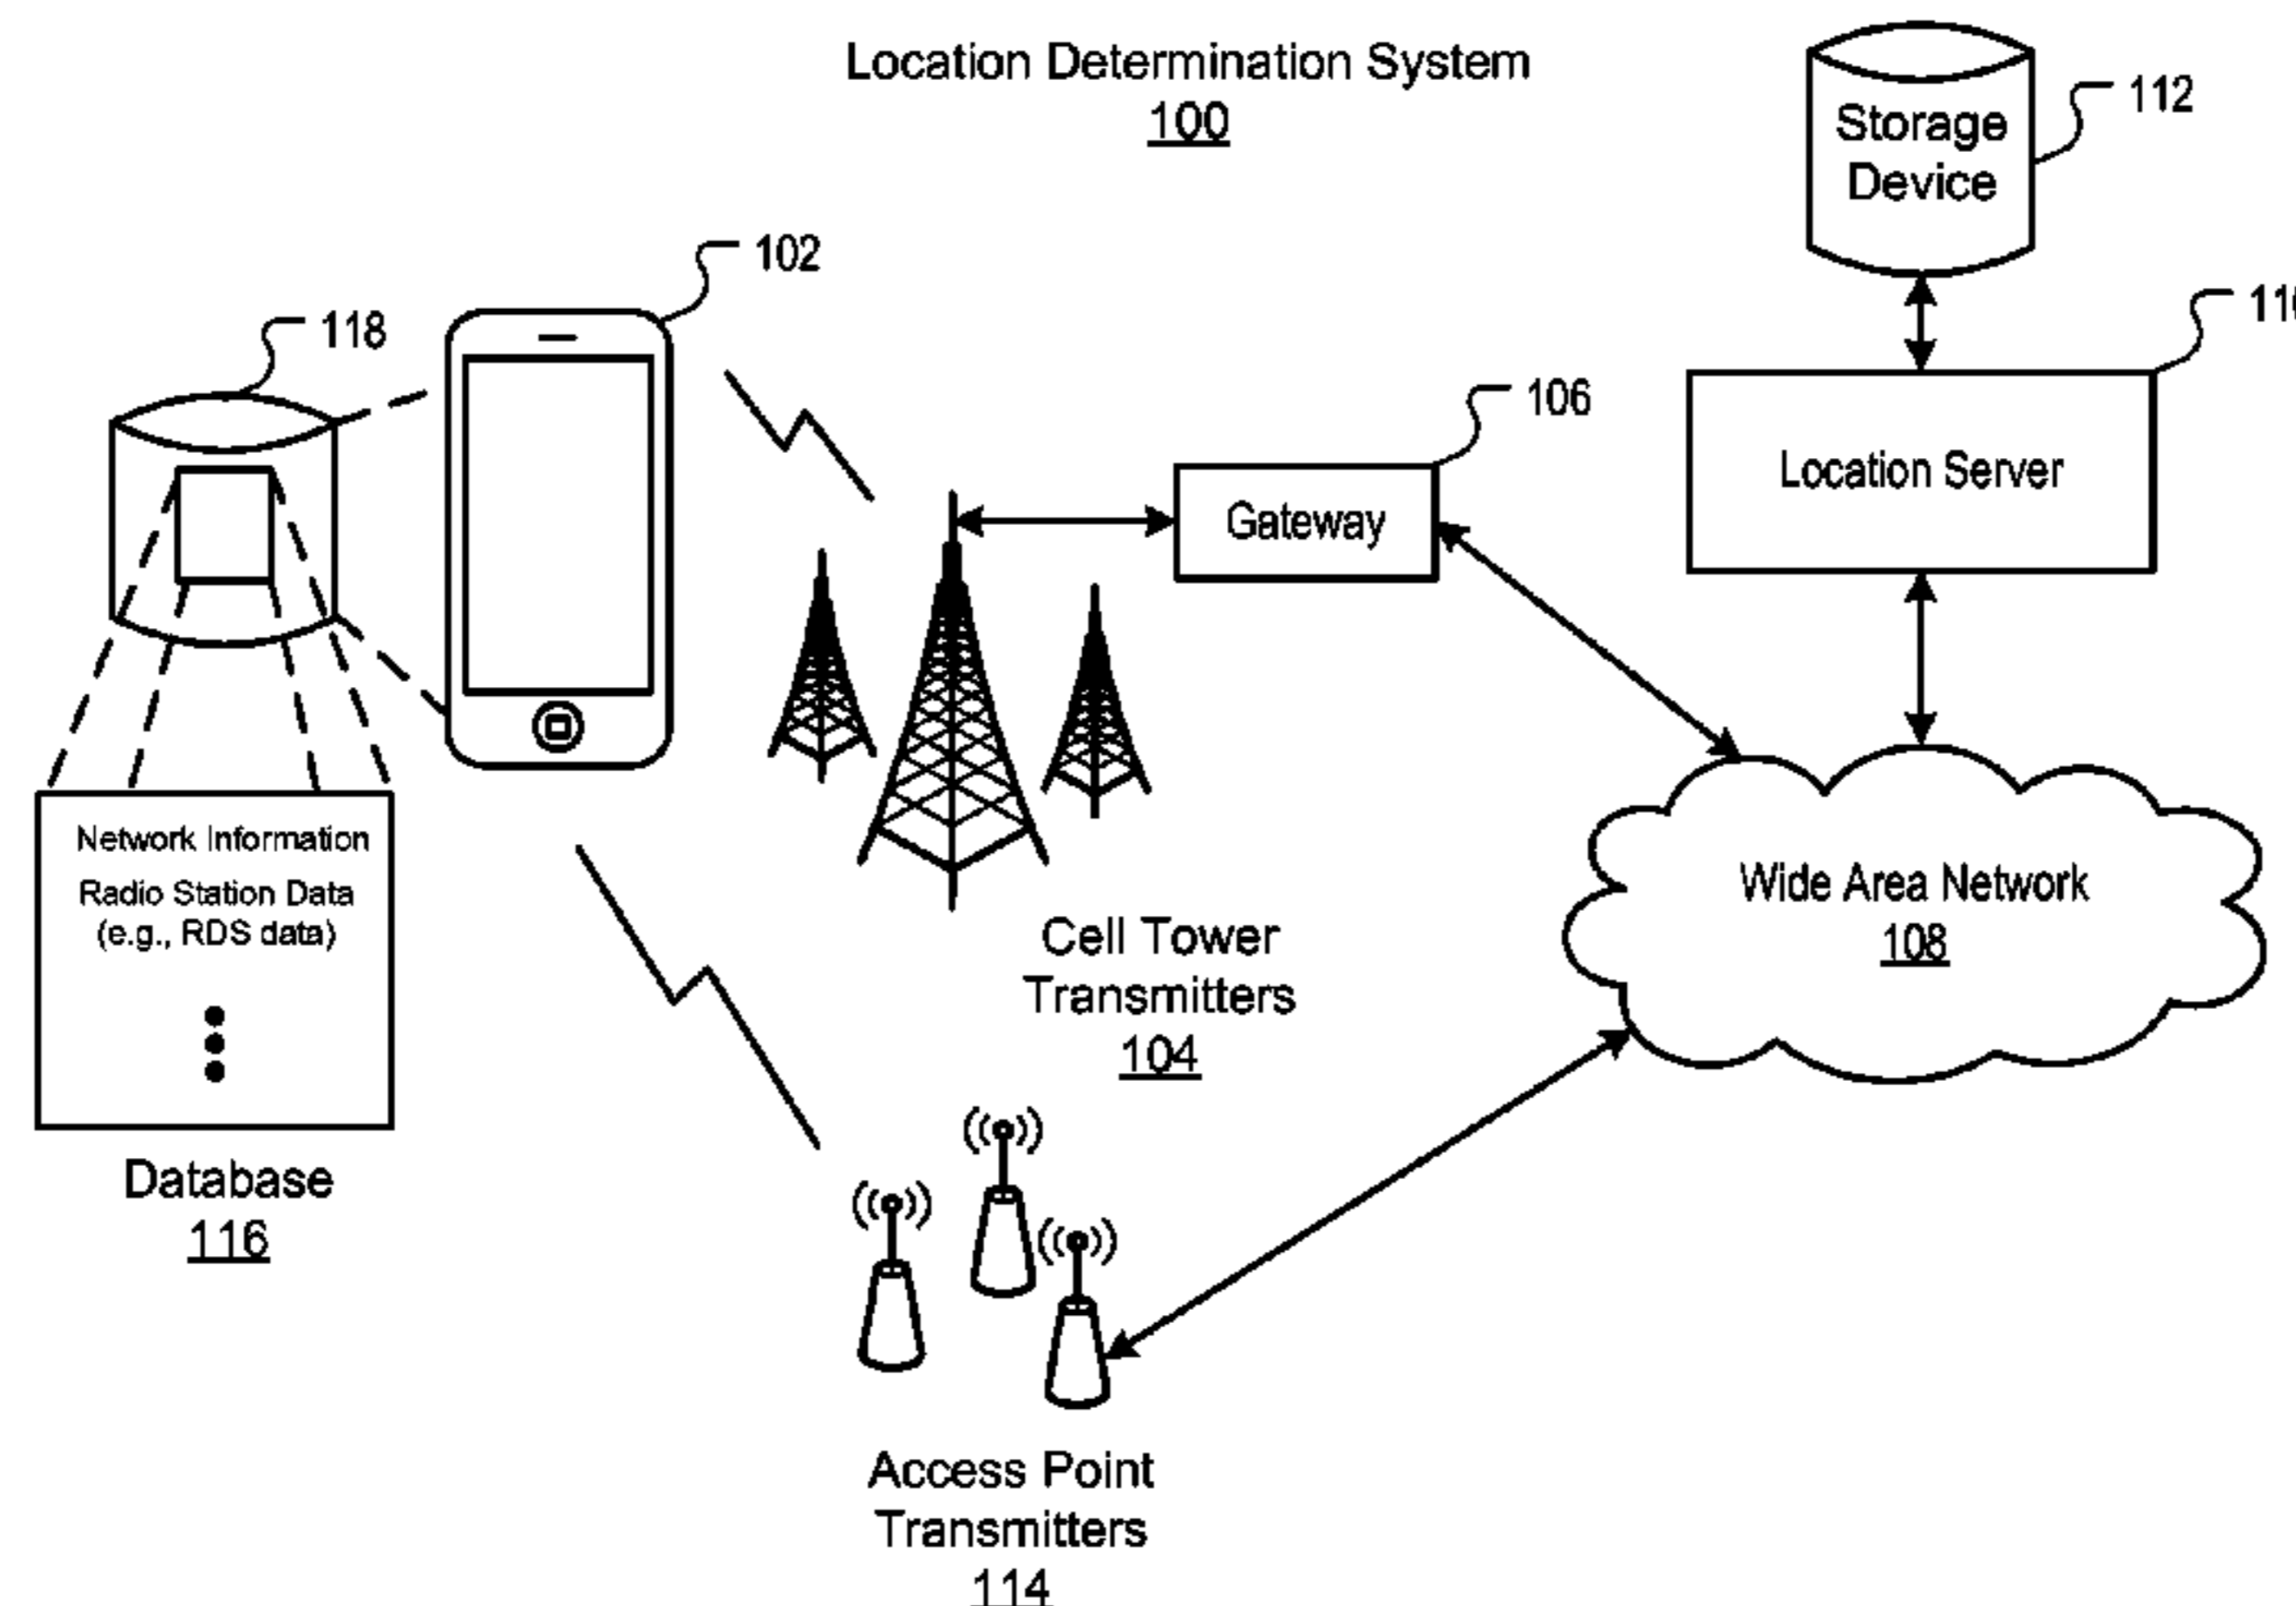 Location Determination System
100
112
Storage
Device
102
118
106
Location Server
Gateway
Network Information
Radio Station Data
(e.g., RDS data)
Wide Area Network
108
Cell Tower
Transmitters
104
Database
116
Access Point
Transmitters
114